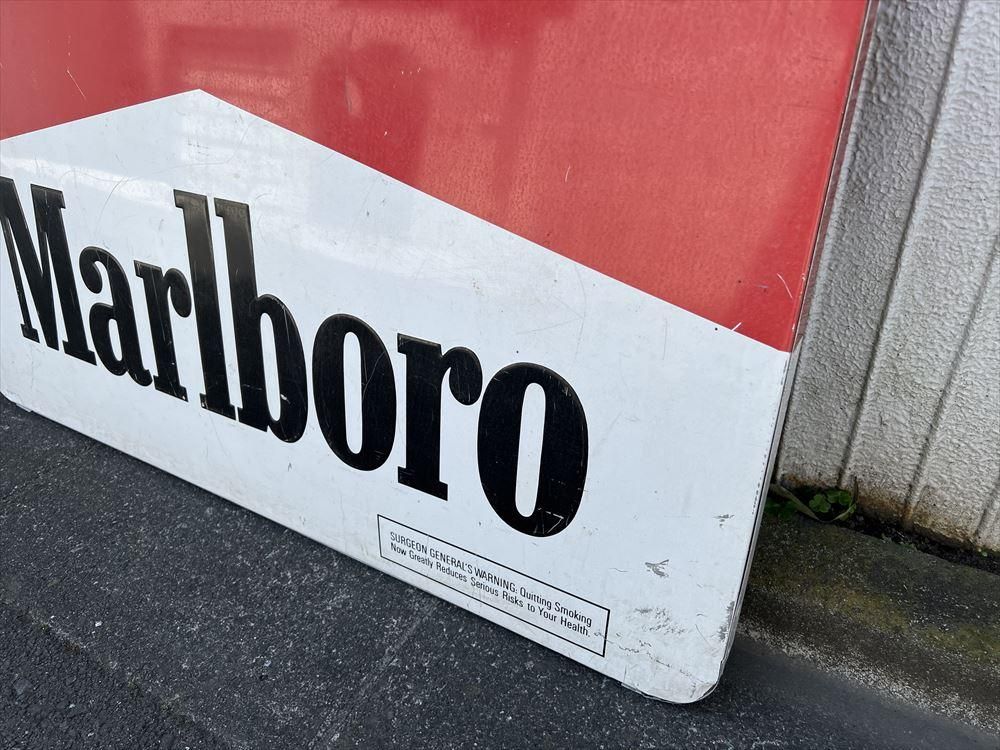 Marlboro
SURGEON GENERAL'S WARNING: Quitting Smoking
Now Greatly Reduces Serious Risks to Your Health.